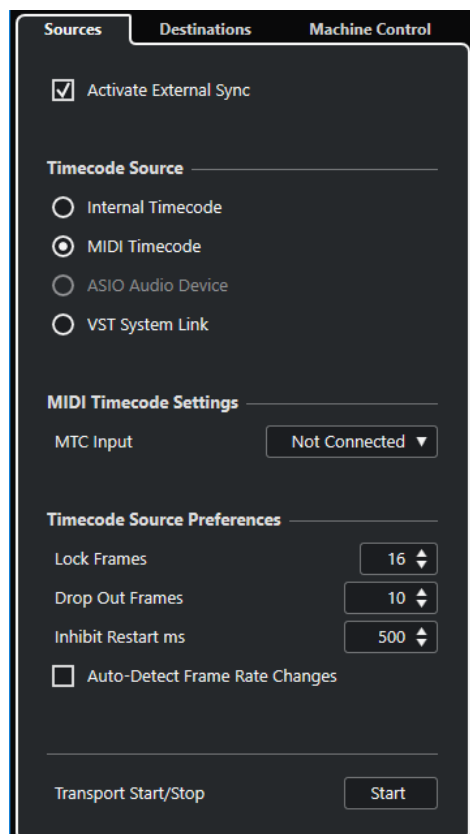 Sources Destinations Machine Control
Activate External Sync
Timecode Source
Internal Timecode
MIDI Timecode
ASIO Audio Device
VST System Link
MIDI Timecode Settings
MTC Input Not Connected
Timecode Source Preferences
Lock Frames 16
Drop Out Frames 10
Inhibit Restart ms 500
Auto-Detect Frame Rate Changes
Transport Start/Stop Start